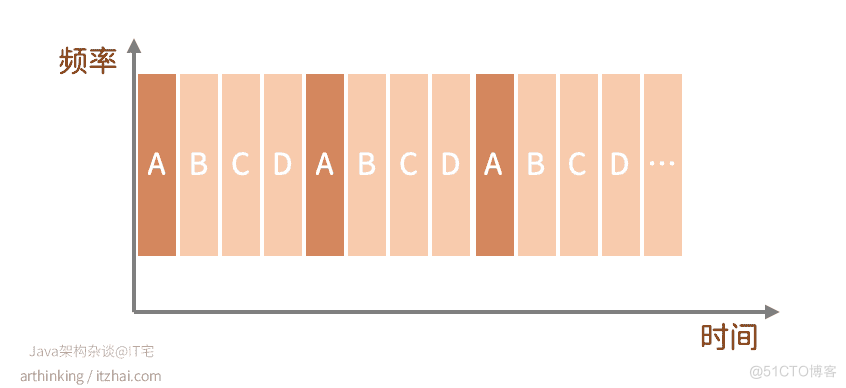 频率
A B C D A B C D A B C D ...
时间
Java架构杂谈@IT宅
arthinking / itzhai.com
@51CTO博客